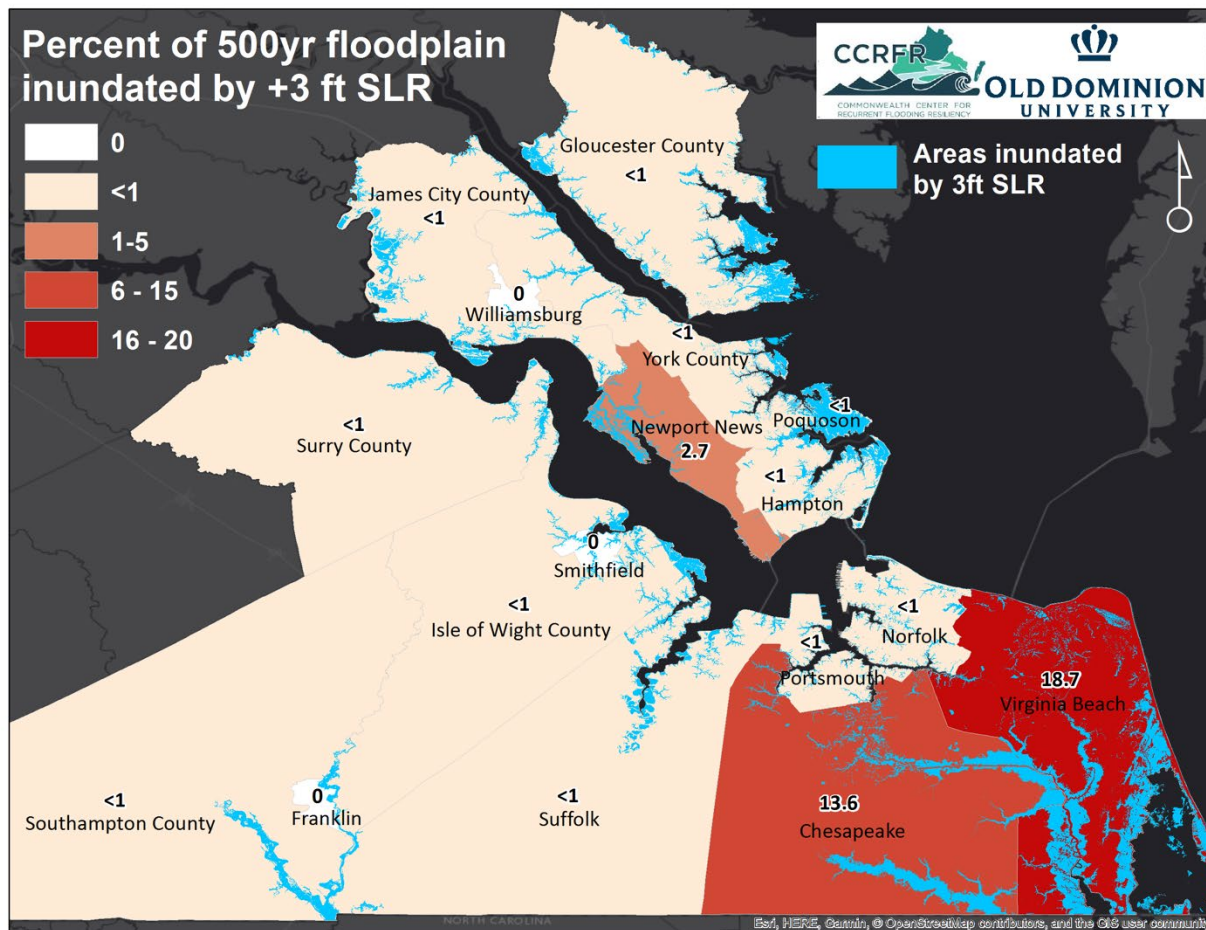 Percent of 500yr floodplain
inundated by +3 ft SLR
0
<1
1-5
6 - 15
16 - 20
CCRFR
COMMONWEALTH CENTER FOR
RECURRENT FLOODING RESILIENCY
OLD DOMINION
UNIVERSITY
Areas inundated
by 3ft SLR
Gloucester County
<1
James City County
<1
0
Williamsburg
<1
York County
<1
Poquoson
Newport News
2.7
<1
Hampton
<1
Surry County
0
Smithfield
<1
Isle of Wight County
<1
Norfolk
<1
Portsmouth
18.7
Virginia Beach
13.6
Chesapeake
<1
Suffolk
0
Franklin
<1
Southampton County
NORTH CAROLINA
Esri, HERE, Garmin, © OpenStreetMap contributors, and the GIS user community